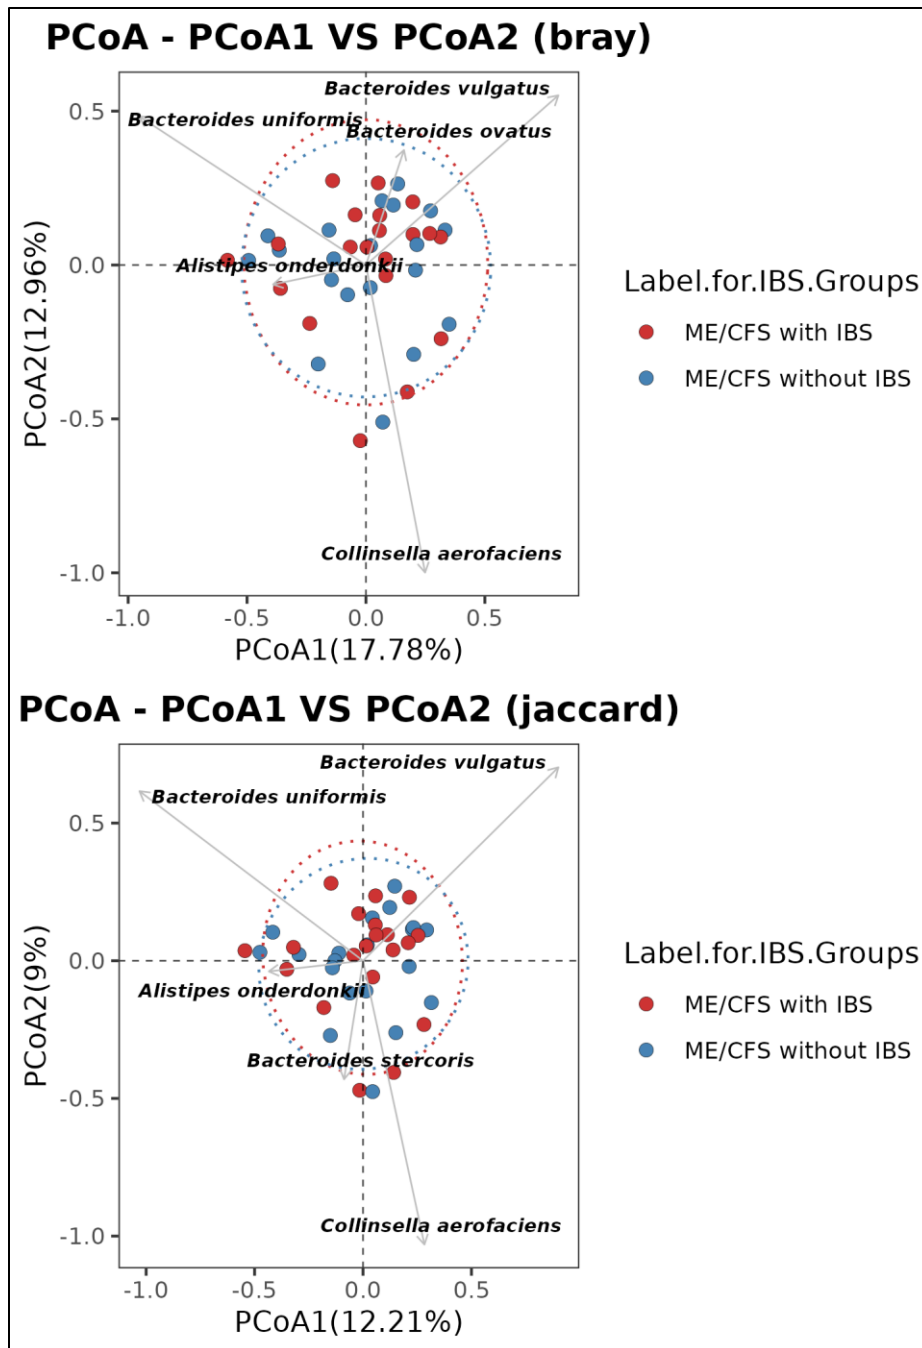 PCoA - PCoA1 VS PCoA2 (bray)
Bacteroides vulgatus
Bacteroides uniformis
Bacteroides ovatus
Alistipes onderdonkii
Collinsella aerofaciens
0.5
0.0
-0.5
-1.0
PCoA2(12.96%)
-1.0 -0.5 0.0 0.5
PCoA1(17.78%)
Label.for.IBS.Groups
ME/CFS with IBS
ME/CFS without IBS
PCoA - PCoA1 VS PCoA2 (jaccard)
Bacteroides vulgatus
Bacteroides uniformis
Alistipes onderdonkii
Bacteroides stercoris
Collinsella aerofaciens
0.5
0.0
-0.5
-1.0
PCoA2(9%)
-1.0 -0.5 0.0 0.5
PCoA1(12.21%)
Label.for.IBS.Groups
ME/CFS with IBS
ME/CFS without IBS